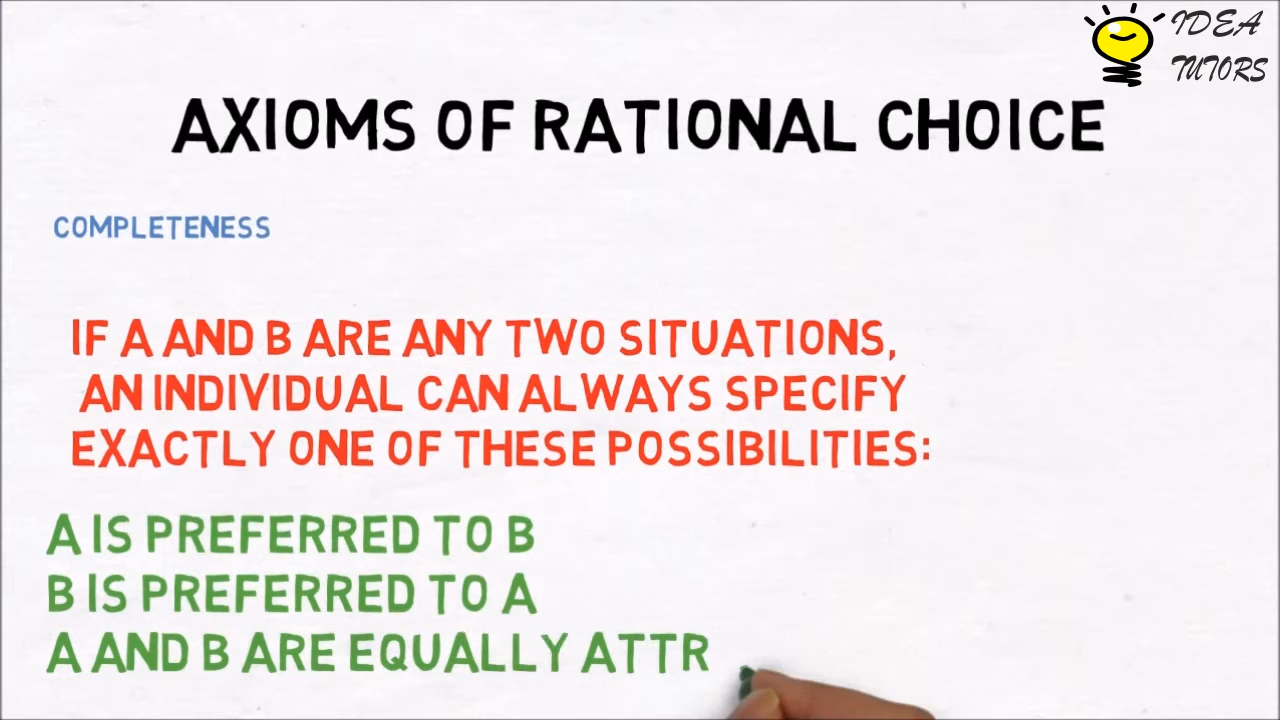 IDEA
TUTORS
AXIOMS OF RATIONAL CHOICE
COMPLETENESS
IF A AND B ARE ANY TWO SITUATIONS,
AN INDIVIDUAL CAN ALWAYS SPECIFY
EXACTLY ONE OF THESE POSSIBILITIES:
A IS PREFERRED TO B
B IS PREFERRED TO A
A AND B ARE EQUALLY ATTR